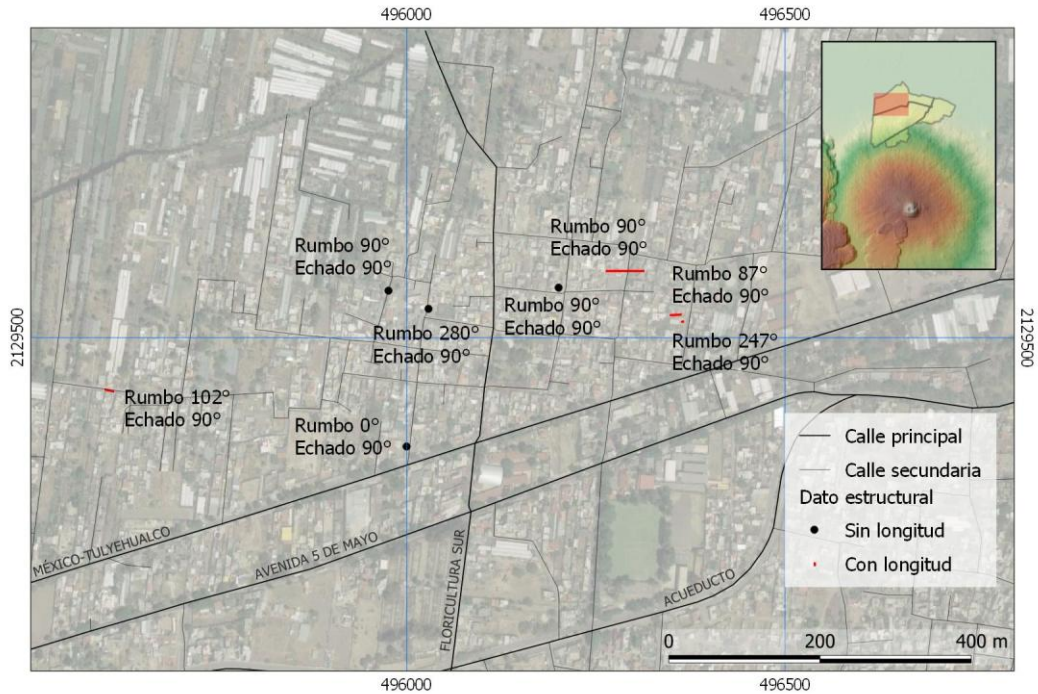 496000
496500
Rumbo 90°
Echado 90°
Rumbo 90°
Echado 90°
Rumbo 87°
Echado 90°
Rumbo 90°
Echado 90°
Rumbo 280°
Echado 90°
Rumbo 247°
Echado 90°
2129500
2129500
Rumbo 102°
Echado 90°
Rumbo 0°
Echado 90°
Calle principal
Calle secundaria
Dato estructural
Sin longitud
Con longitud
MÉXICO-TULYEHUALCO
AVENIDA 5 DE MAYO
FLORICULTURA SUR
ACUEDUCTO
0 200 400 m
496000
496500